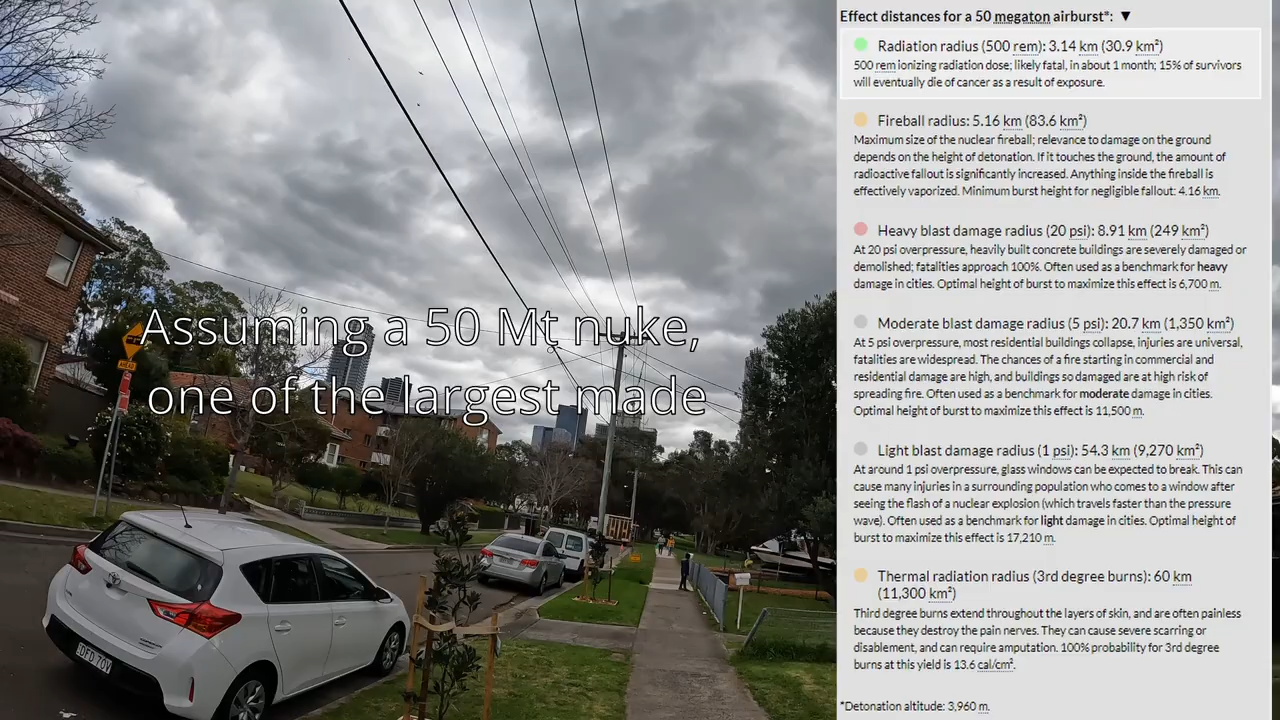 Assuming a 50 Mt nuke,
one of the largest made
AHEAD
DFD 70V
Effect distances for a 50 megaton airburst*: ▼
Radiation radius (500 rem): 3.14 km (30.9 km²)
500 rem ionizing radiation dose; likely fatal, in about 1 month; 15% of survivors
will eventually die of cancer as a result of exposure.
Fireball radius: 5.16 km (83.6 km²)
Maximum size of the nuclear fireball; relevance to damage on the ground
depends on the height of detonation. If it touches the ground, the amount of
radioactive fallout is significantly increased. Anything inside the fireball is
effectively vaporized. Minimum burst height for negligible fallout: 4.16 km.
Heavy blast damage radius (20 psi): 8.91 km (249 km²)
At 20 psi overpressure, heavily built concrete buildings are severely damaged or
demolished; fatalities approach 100%. Often used as a benchmark for heavy
damage in cities. Optimal height of burst to maximize this effect is 6,700 m.
Moderate blast damage radius (5 psi): 20.7 km (1,350 km²)
At 5 psi overpressure, most residential buildings collapse, injuries are universal,
fatalities are widespread. The chances of a fire starting in commercial and
residential damage are high, and buildings so damaged are at high risk of
spreading fire. Often used as a benchmark for moderate damage in cities.
Optimal height of burst to maximize this effect is 11,500 m.
Light blast damage radius (1 psi): 54.3 km (9,270 km²)
At around 1 psi overpressure, glass windows can be expected to break. This can
cause many injuries in a surrounding population who comes to a window after
seeing the flash of a nuclear explosion (which travels faster than the pressure
wave). Often used as a benchmark for light damage in cities. Optimal height of
burst to maximize this effect is 17,210 m.
Thermal radiation radius (3rd degree burns): 60 km
(11,300 km²)
Third degree burns extend throughout the layers of skin, and are often painless
because they destroy the pain nerves. They can cause severe scarring or
disablement, and can require amputation. 100% probability for 3rd degree
burns at this yield is 13.6 cal/cm².
*Detonation altitude: 3,960 m.